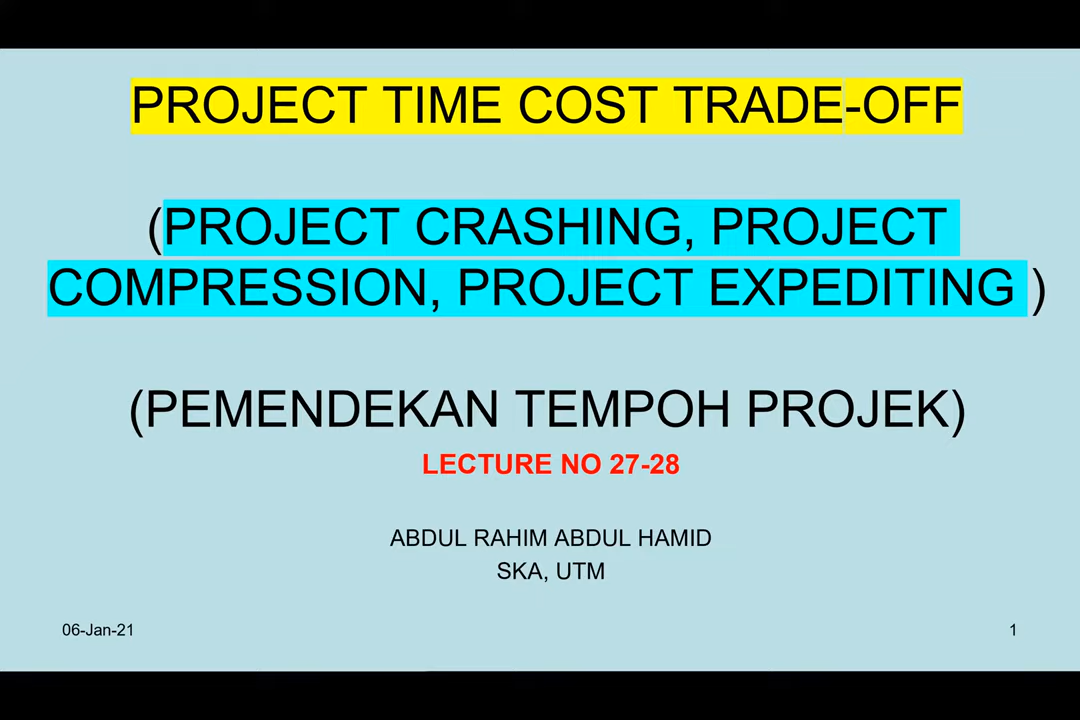 PROJECT TIME COST TRADE-OFF
(PROJECT CRASHING, PROJECT
COMPRESSION, PROJECT EXPEDITING )
(PEMENDEKAN TEMPOH PROJEK)
LECTURE NO 27-28
ABDUL RAHIM ABDUL HAMID
SKA, UTM
06-Jan-21
1